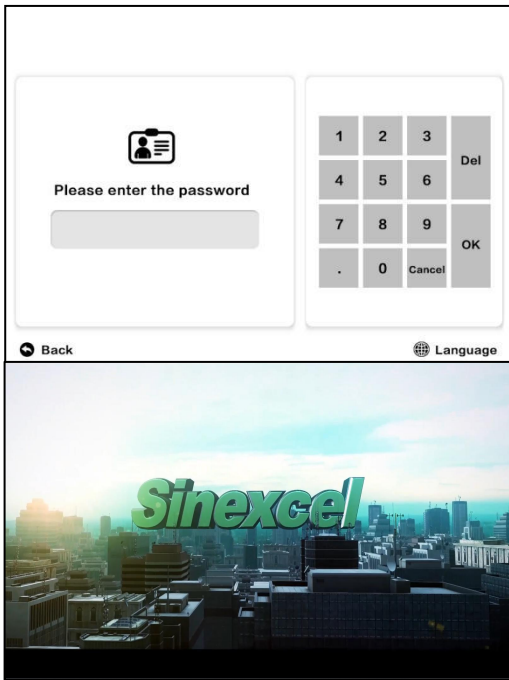 Please enter the password
1 2 3 Del
4 5 6
7 8 9 OK
. 0 Cancel
Back
Language
Sinexcel